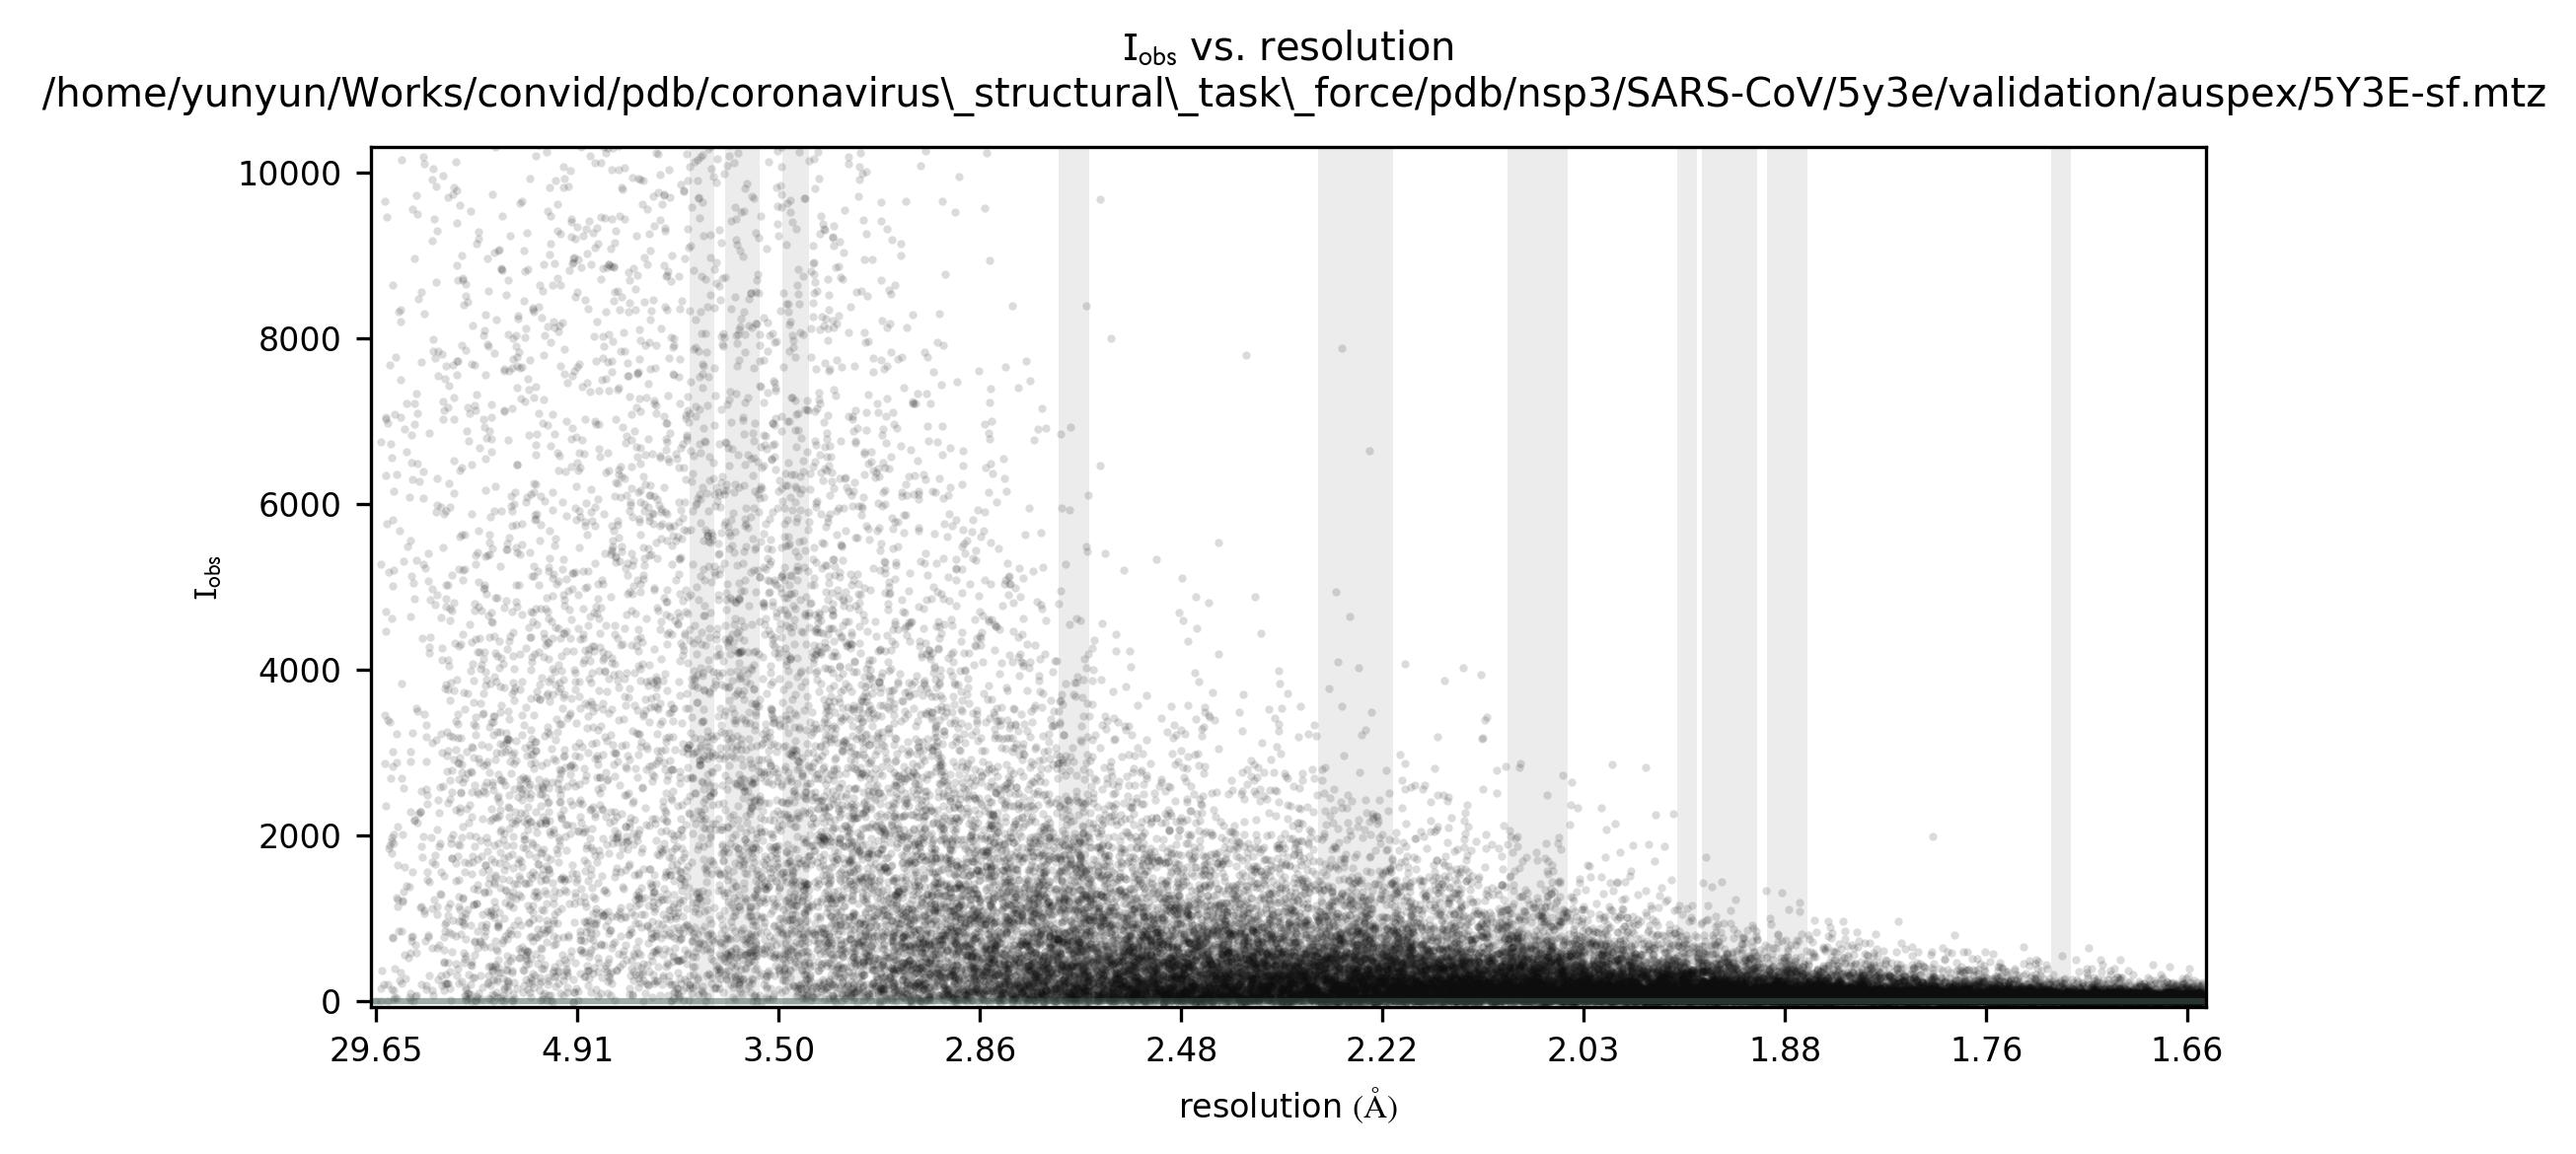 I_obs vs. resolution
/home/yunyun/Works/convid/pdb/coronavirus\_structural\_task\_force/pdb/nsp3/SARS-CoV/5y3e/validation/auspex/5Y3E-sf.mtz
10000
8000
6000
4000
2000
0
I_obs
29.65 4.91 3.50 2.86 2.48 2.22 2.03 1.88 1.76 1.66
resolution (Å)